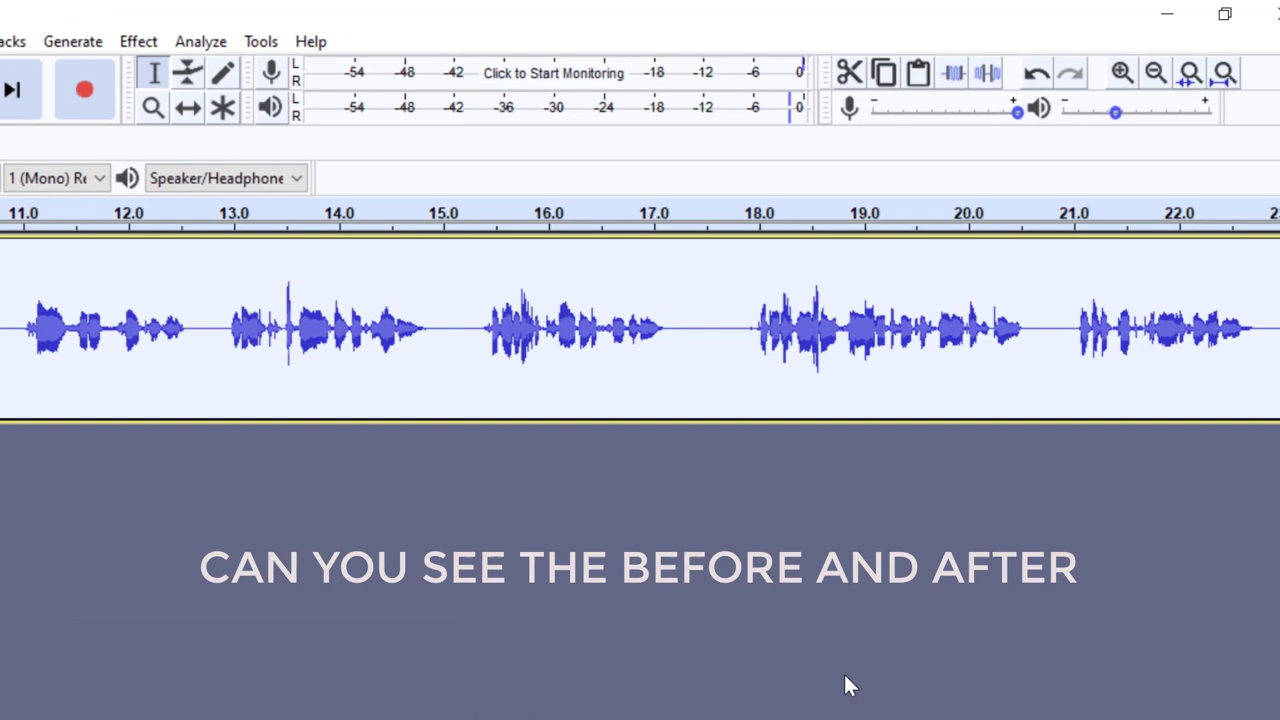 acks Generate Effect Analyze Tools Help
L R -54 -48 -42 Click to Start Monitoring -18 -12 -6 0
L R -54 -48 -42 -36 -30 -24 -18 -12 -6 0
- + - +
1 (Mono) Re Speaker/Headphone
11.0 12.0 13.0 14.0 15.0 16.0 17.0 18.0 19.0 20.0 21.0 22.0 2
CAN YOU SEE THE BEFORE AND AFTER